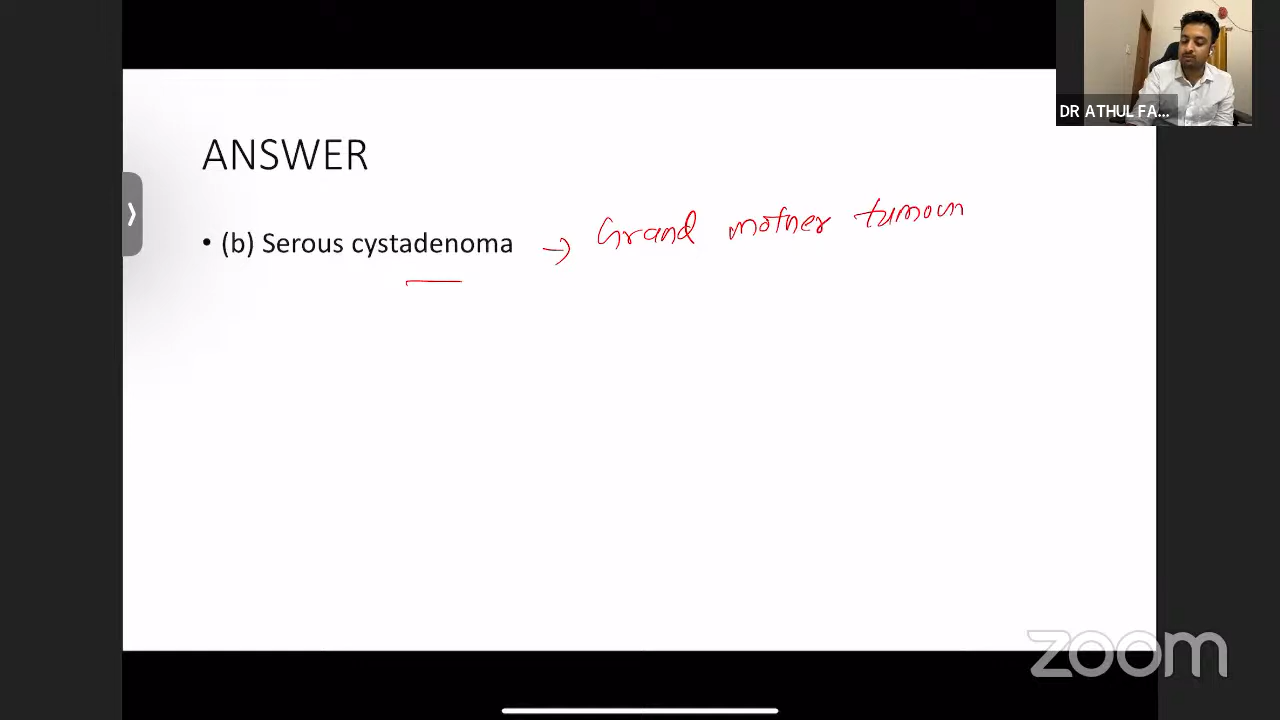 DR ATHUL FA...
ANSWER
• (b) Serous cystadenoma → Grand mother tumour
zoom